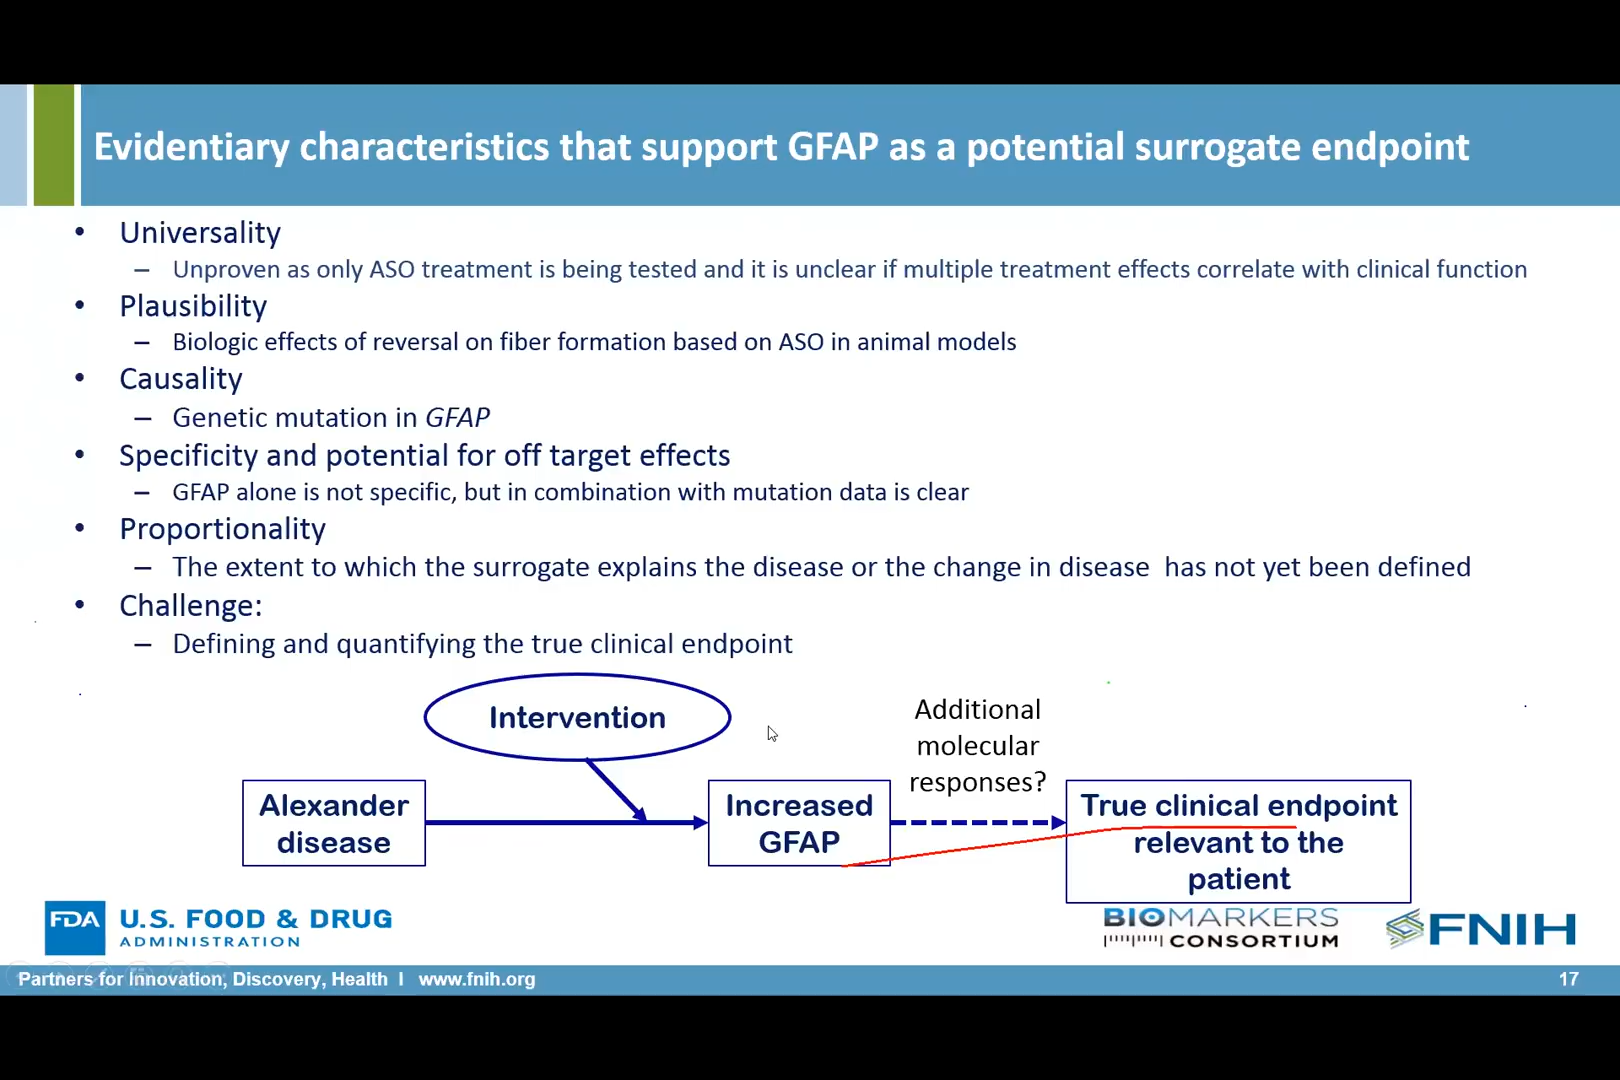 Evidentiary characteristics that support GFAP as a potential surrogate endpoint
• Universality
– Unproven as only ASO treatment is being tested and it is unclear if multiple treatment effects correlate with clinical function
• Plausibility
– Biologic effects of reversal on fiber formation based on ASO in animal models
• Causality
– Genetic mutation in GFAP
• Specificity and potential for off target effects
– GFAP alone is not specific, but in combination with mutation data is clear
• Proportionality
– The extent to which the surrogate explains the disease or the change in disease  has not yet been defined
• Challenge:
– Defining and quantifying the true clinical endpoint
Intervention
Additional
molecular
responses?
Alexander
disease
Increased
GFAP
True clinical endpoint
relevant to the
patient
FDA U.S. FOOD & DRUG
ADMINISTRATION
BIOMARKERS
CONSORTIUM
FNIH
Partners for Innovation, Discovery, Health I www.fnih.org
17